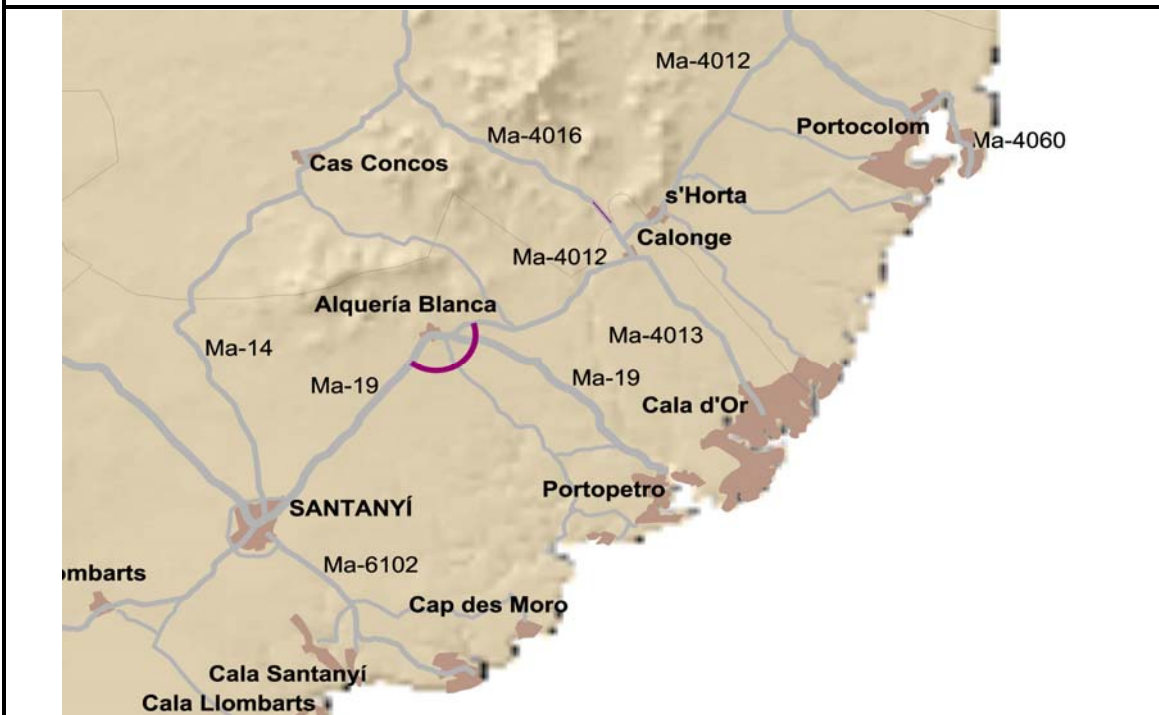 Ma-4012
Portocolom
Ma-4016
Ma-4060
Cas Concos
s'Horta
Calonge
Ma-4012
Alquería Blanca
Ma-4013
Ma-14
Ma-19
Ma-19
Cala d'Or
Portopetro
SANTANYÍ
Ma-6102
ombarts
Cap des Moro
Cala Santanyí
Cala Llombarts